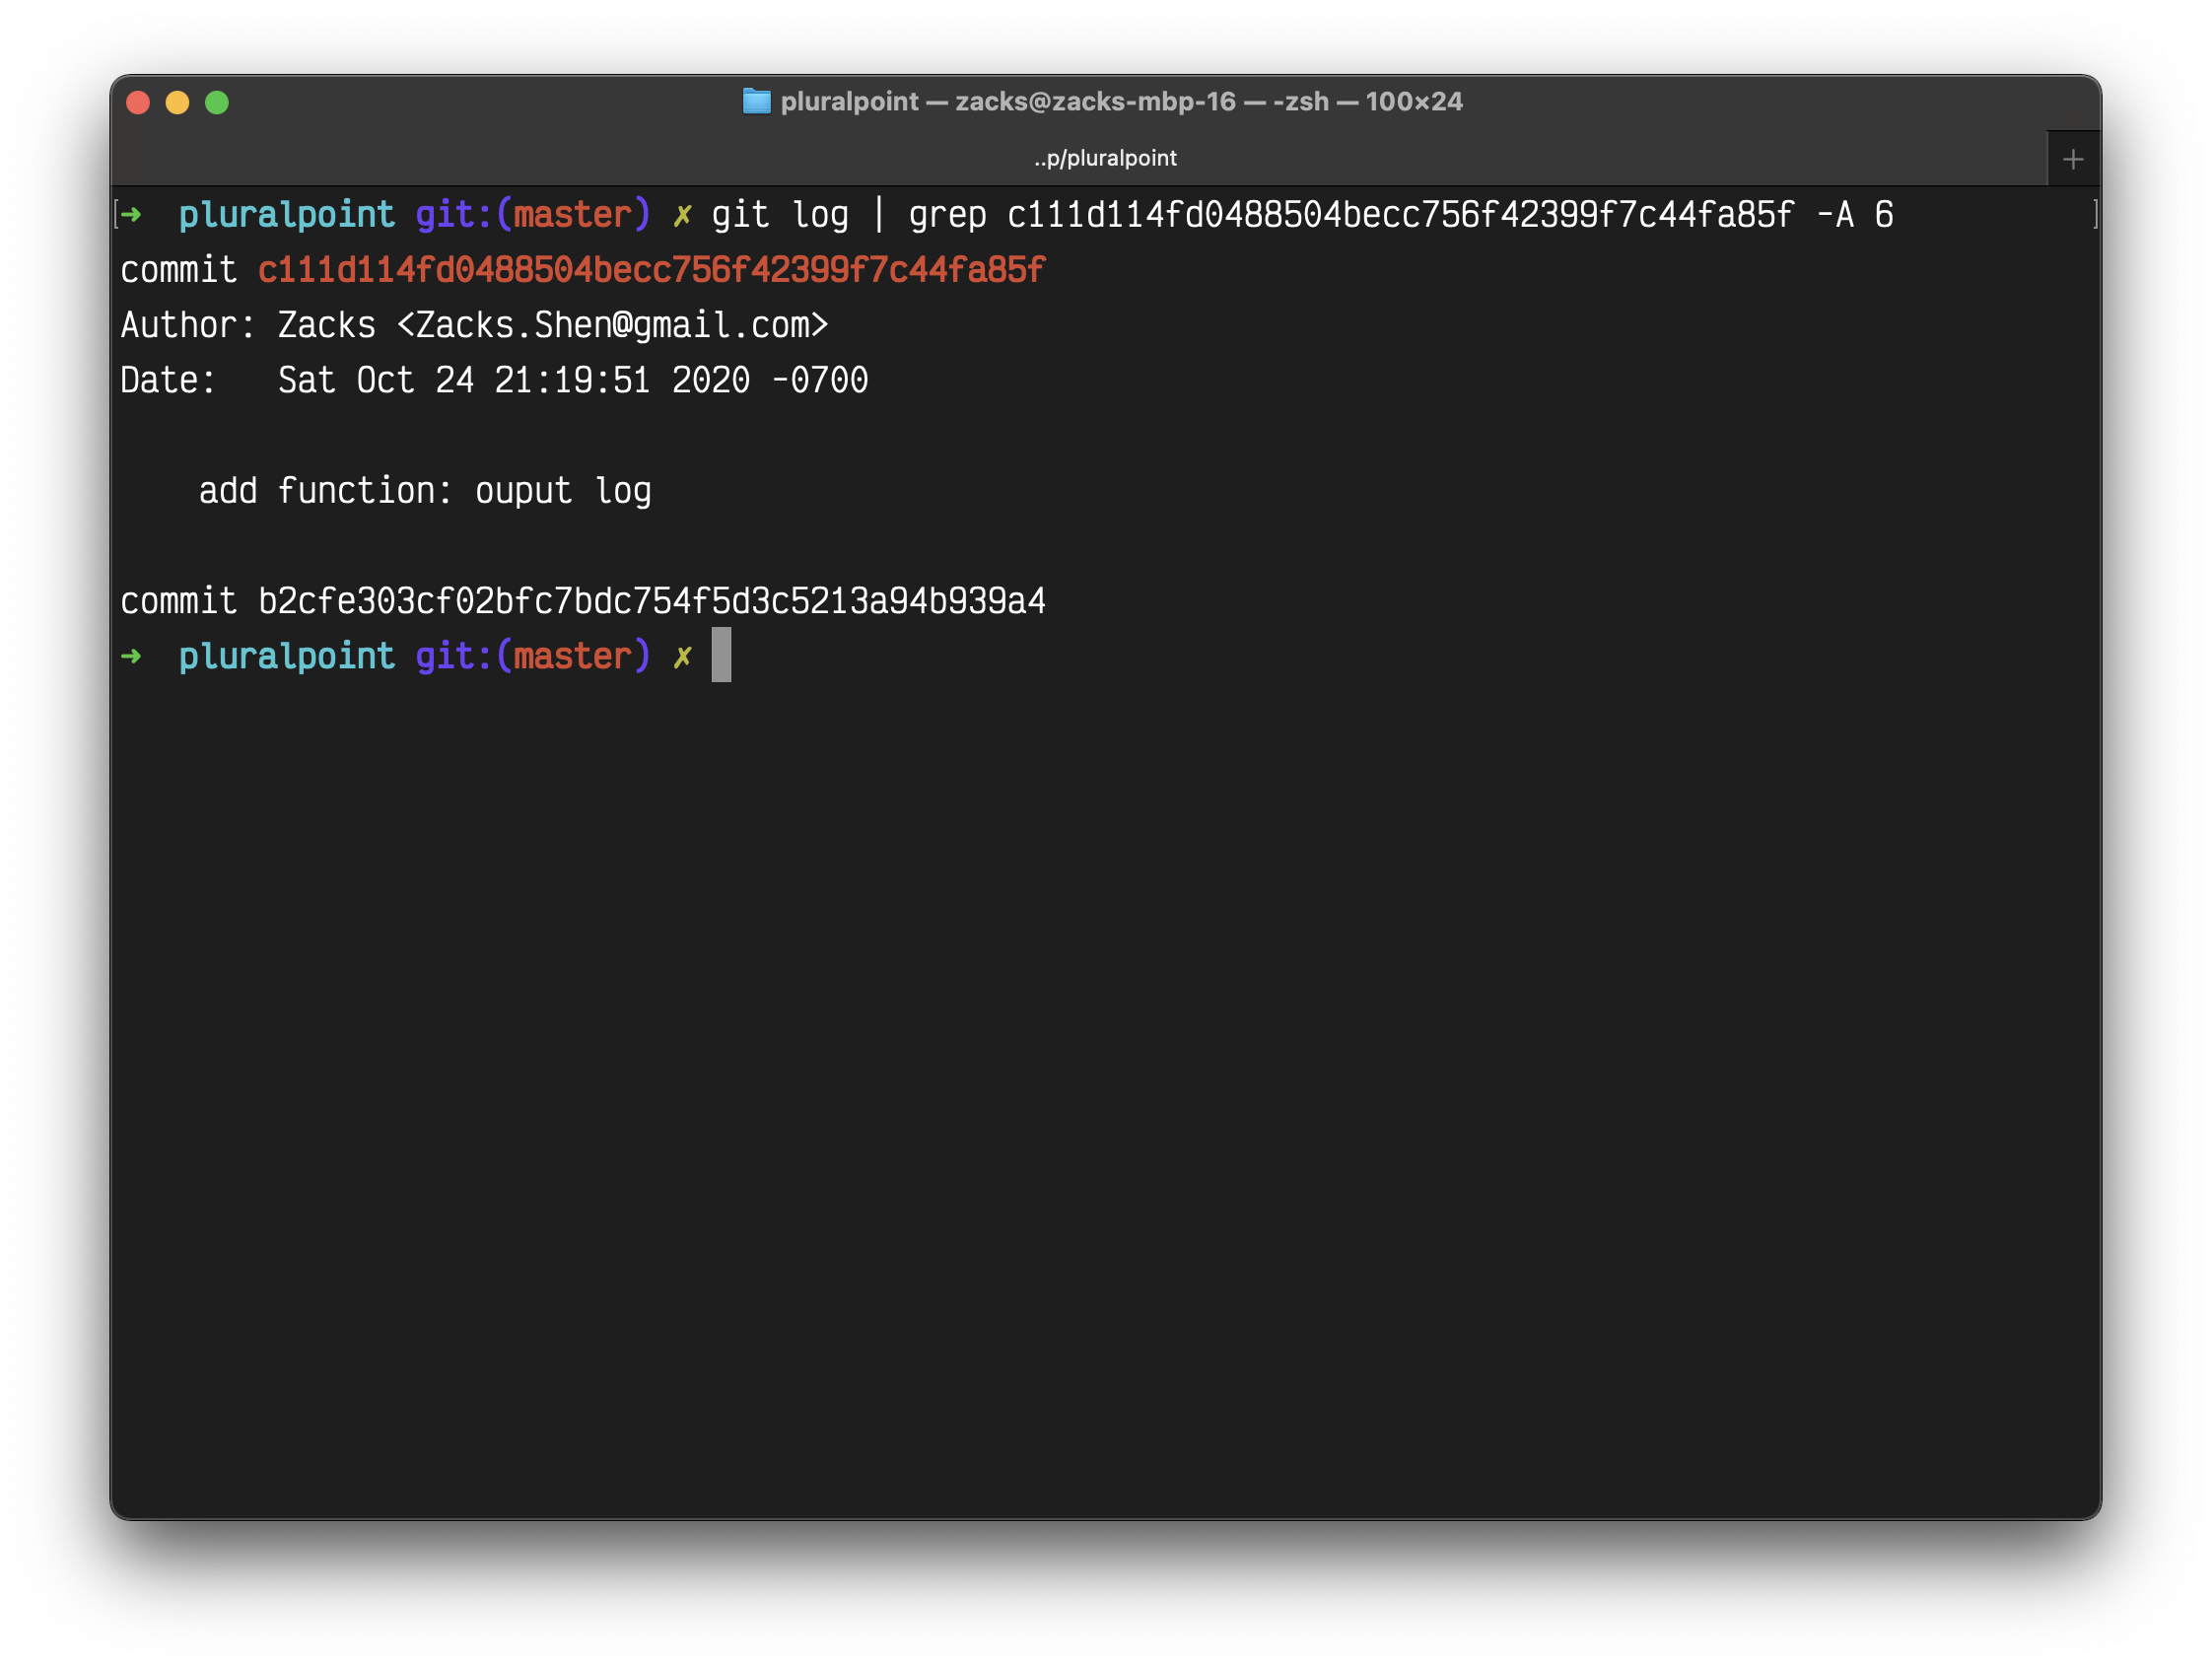 pluralpoint — zacks@zacks-mbp-16 — -zsh — 100×24
..p/pluralpoint
[➜  pluralpoint git:(master) ✗ git log | grep c111d114fd0488504becc756f42399f7c44fa85f -A 6 ]
commit c111d114fd0488504becc756f42399f7c44fa85f
Author: Zacks <Zacks.Shen@gmail.com>
Date:   Sat Oct 24 21:19:51 2020 -0700
    add function: ouput log
commit b2cfe303cf02bfc7bdc754f5d3c5213a94b939a4
➜  pluralpoint git:(master) ✗